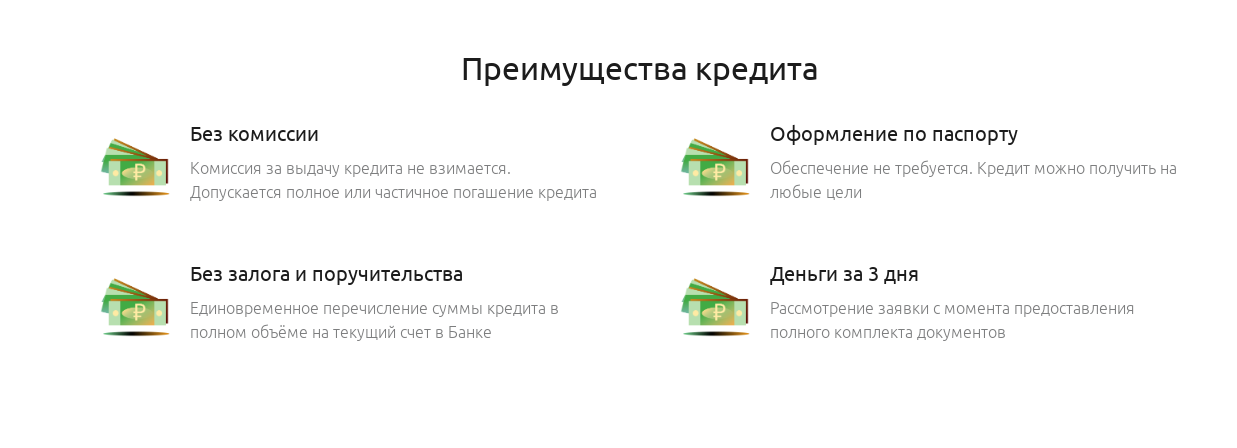 Преимущества кредита
Без комиссии
Комиссия за выдачу кредита не взимается.
Допускается полное или частичное погашение кредита
Оформление по паспорту
Обеспечение не требуется. Кредит можно получить на
любые цели
Без залога и поручительства
Единовременное перечисление суммы кредита в
полном объёме на текущий счет в Банке
Деньги за 3 дня
Рассмотрение заявки с момента предоставления
полного комплекта документов